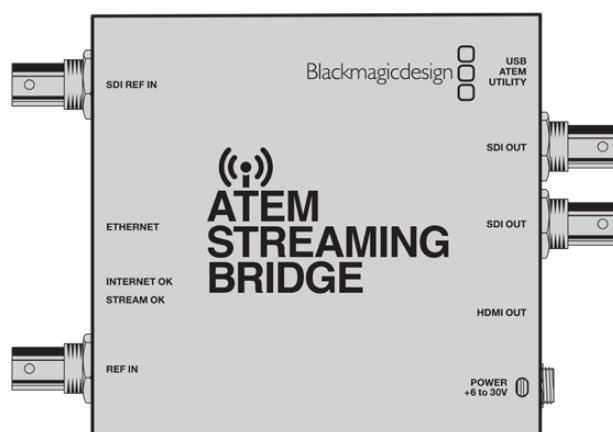 Blackmagicdesign
USB
ATEM
UTILITY
SDI REF IN
SDI OUT
ATEM
STREAMING
BRIDGE
ETHERNET
SDI OUT
INTERNET OK
STREAM OK
HDMI OUT
REF IN
POWER
+6 to 30V